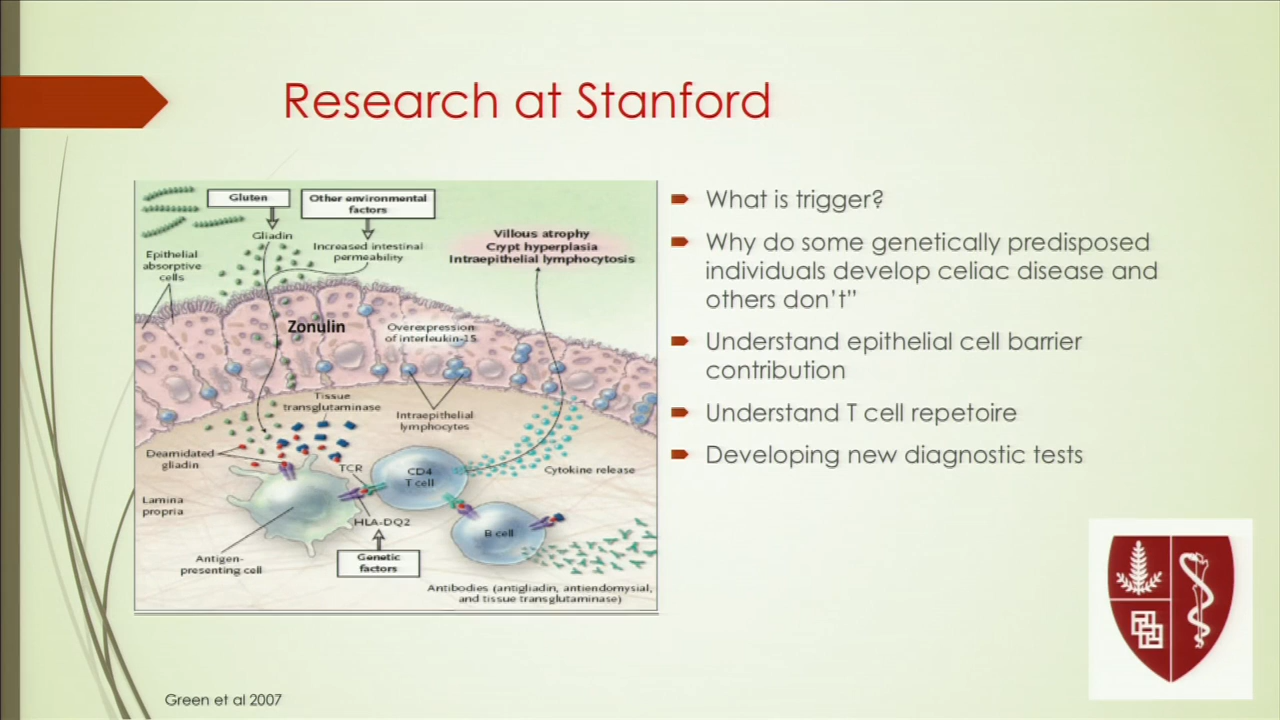 Research at Stanford
Gluten
Other environmental
factors
Gliadin
Increased intestinal
permeability
Epithelial
absorptive
cells
Villous atrophy
Crypt hyperplasia
Intraepithelial lymphocytosis
Zonulin
Overexpression
of interleukin-15
Tissue
transglutaminase
Intraepithelial
lymphocytes
Deamidated
gliadin
TCR
CD4
T cell
Cytokine release
Lamina
propria
HLA-DQ2
B cell
Antigen-
presenting cell
Genetic
factors
Antibodies (antigliadin, antiendomysial,
and tissue transglutaminase)
What is trigger?
Why do some genetically predisposed
individuals develop celiac disease and
others don't”
Understand epithelial cell barrier
contribution
Understand T cell repetoire
Developing new diagnostic tests
Green et al 2007